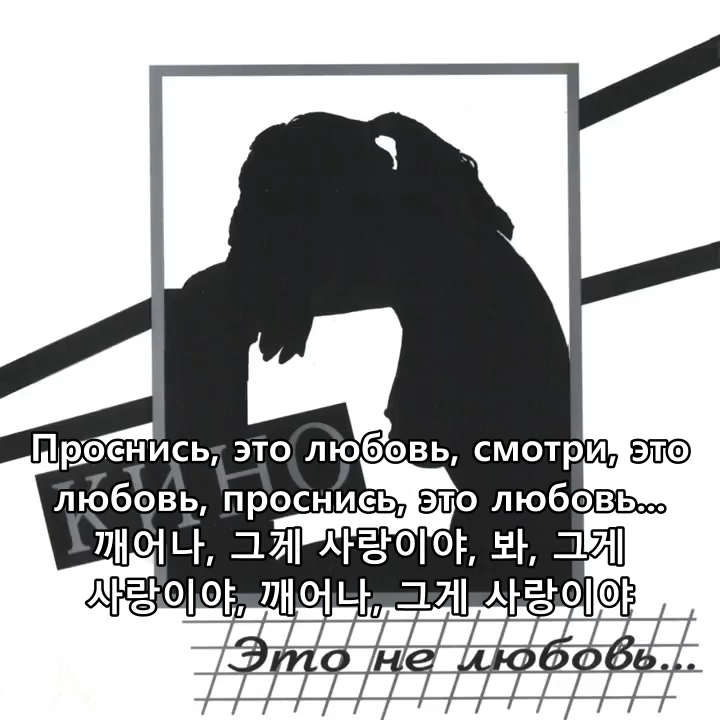 Проснись, это любовь, смотри, это
любовь, проснись, это любовь...
깨어나, 그게 사랑이야, 봐, 그게
사랑이야, 깨어나, 그게 사랑이야
КИНО
Это не любовь...